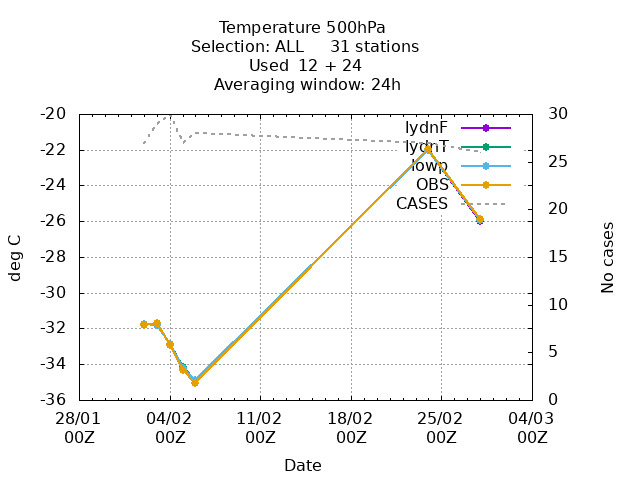 Temperature 500hPa
Selection: ALL 31 stations
Used 12 + 24
Averaging window: 24h
-20 30
lydnF
lydnT
-22
lowp
25
-24
OBS
CASES
20
-26
deg C
No cases
-28 15
-30
10
-32
5
-34
-36 0
28/01 04/02 11/02 18/02 25/02 04/03
00Z 00Z 00Z 00Z 00Z 00Z
Date